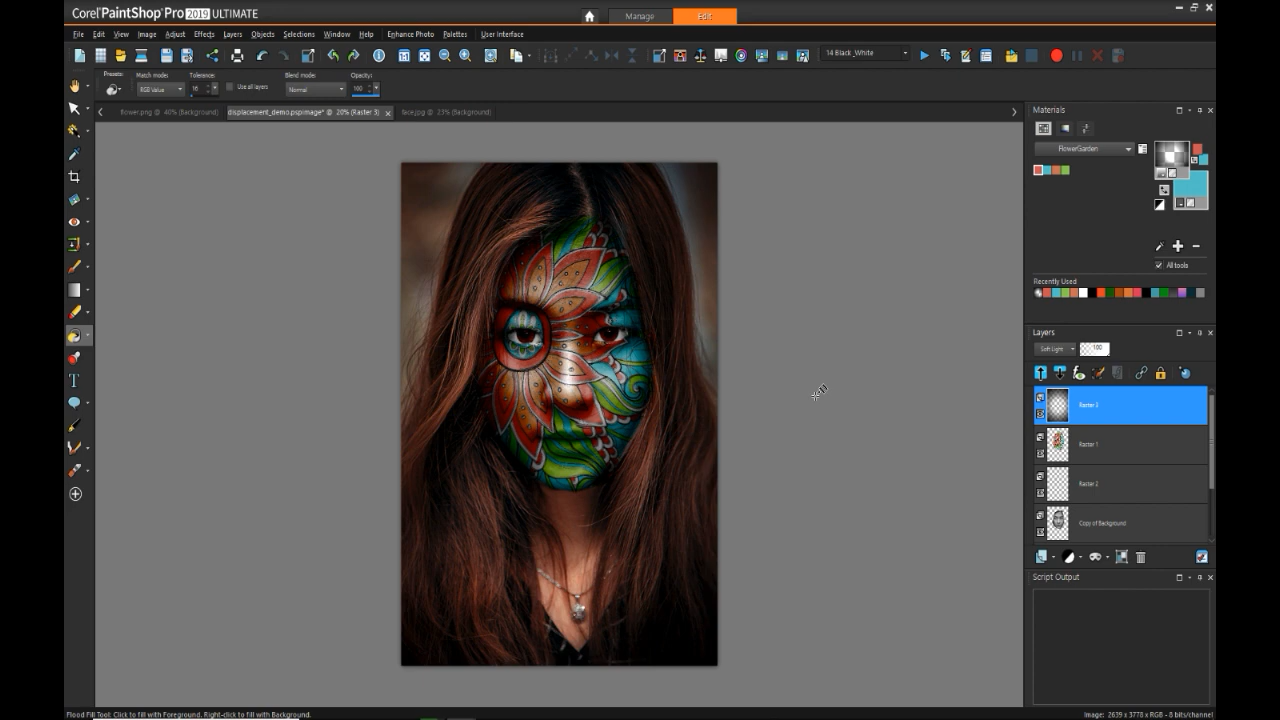 Corel® PaintShop® Pro 2019 ULTIMATE
Manage
Edit
File Edit View Image Adjust Effects Layers Objects Selections Window Help Enhance Photo Palettes User Interface
14 Black_White
Presets:
Match mode:
Tolerance:
Blend mode:
Opacity:
RGB Value
16
Use all layers
Normal
100
flower.png @ 40% (Background)
displacement_demo.pspimage* @ 20% (Raster 3)
face.jpg @ 23% (Background)
Materials
FlowerGarden
All tools
Recently Used
Layers
Soft Light
100
Raster 3
Raster 1
Raster 2
Copy of Background
Script Output
Flood Fill Tool: Click to fill with Foreground. Right-click to fill with Background.
Image: 2639 x 3778 x RGB - 8 bits/channel